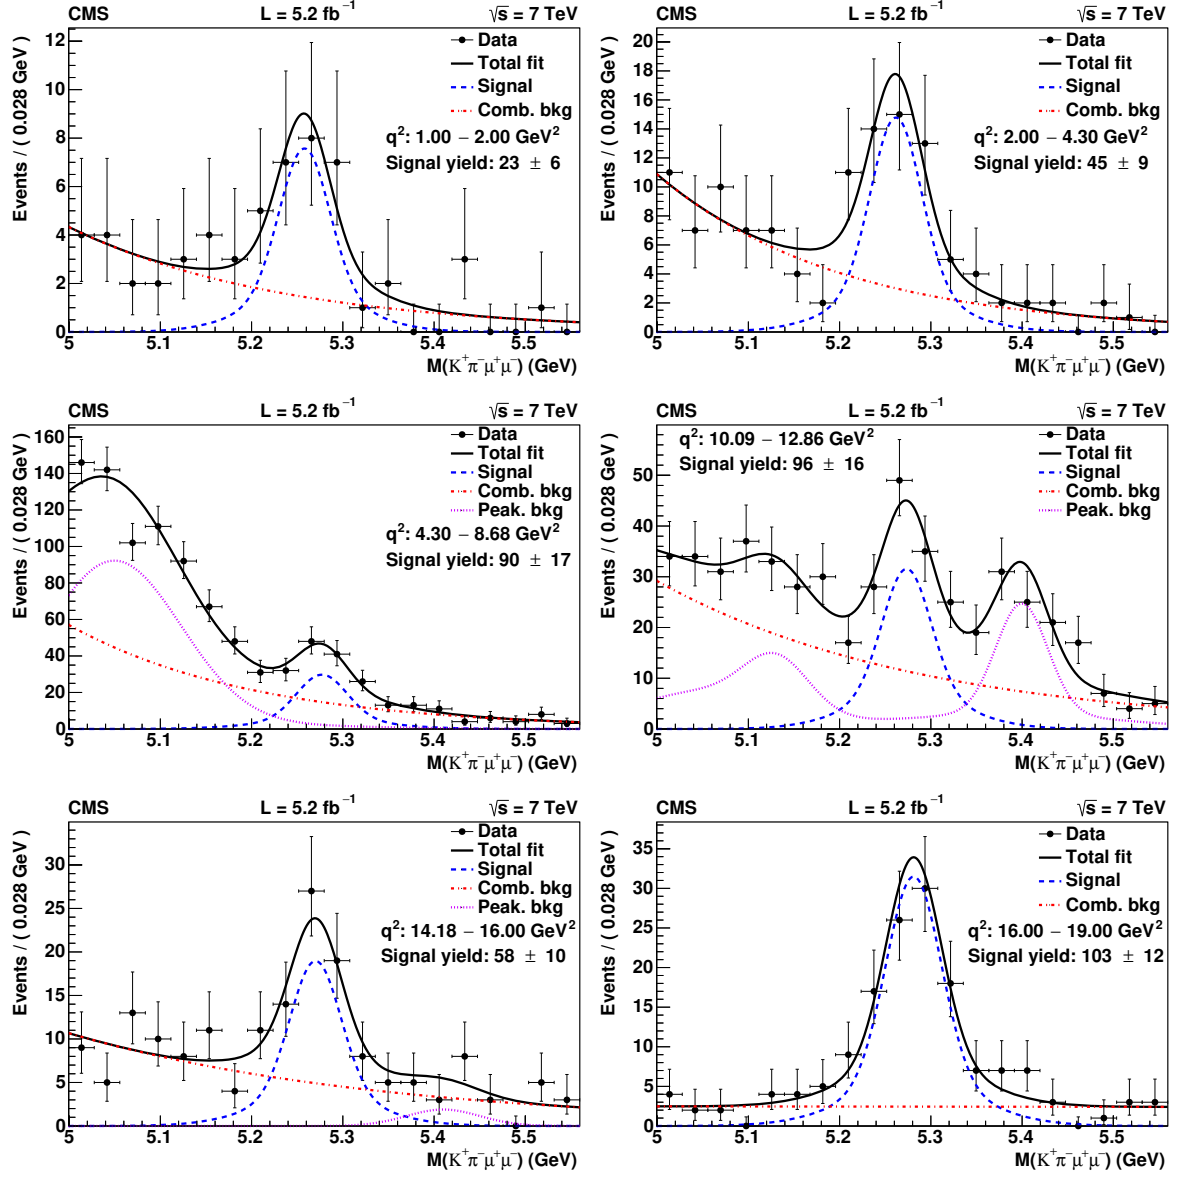 CMS L = 5.2 fb⁻¹ √s = 7 TeV
Events / ( 0.028 GeV )
12
10
8
6
4
2
0
Data
Total fit
Signal
Comb. bkg
q²: 1.00 − 2.00 GeV²
Signal yield: 23 ± 6
5 5.1 5.2 5.3 5.4 5.5
M(K⁺π⁻μ⁺μ⁻) (GeV)
CMS L = 5.2 fb⁻¹ √s = 7 TeV
Events / ( 0.028 GeV )
20
18
16
14
12
10
8
6
4
2
0
Data
Total fit
Signal
Comb. bkg
q²: 2.00 − 4.30 GeV²
Signal yield: 45 ± 9
5 5.1 5.2 5.3 5.4 5.5
M(K⁺π⁻μ⁺μ⁻) (GeV)
CMS L = 5.2 fb⁻¹ √s = 7 TeV
Events / ( 0.028 GeV )
160
140
120
100
80
60
40
20
0
Data
Total fit
Signal
Comb. bkg
Peak. bkg
q²: 4.30 − 8.68 GeV²
Signal yield: 90 ± 17
5 5.1 5.2 5.3 5.4 5.5
M(K⁺π⁻μ⁺μ⁻) (GeV)
CMS L = 5.2 fb⁻¹ √s = 7 TeV
Events / ( 0.028 GeV )
50
40
30
20
10
0
q²: 10.09 − 12.86 GeV²
Signal yield: 96 ± 16
Data
Total fit
Signal
Comb. bkg
Peak. bkg
5 5.1 5.2 5.3 5.4 5.5
M(K⁺π⁻μ⁺μ⁻) (GeV)
CMS L = 5.2 fb⁻¹ √s = 7 TeV
Events / ( 0.028 GeV )
30
25
20
15
10
5
0
Data
Total fit
Signal
Comb. bkg
Peak. bkg
q²: 14.18 − 16.00 GeV²
Signal yield: 58 ± 10
5 5.1 5.2 5.3 5.4 5.5
M(K⁺π⁻μ⁺μ⁻) (GeV)
CMS L = 5.2 fb⁻¹ √s = 7 TeV
Events / ( 0.028 GeV )
35
30
25
20
15
10
5
0
Data
Total fit
Signal
Comb. bkg
q²: 16.00 − 19.00 GeV²
Signal yield: 103 ± 12
5 5.1 5.2 5.3 5.4 5.5
M(K⁺π⁻μ⁺μ⁻) (GeV)